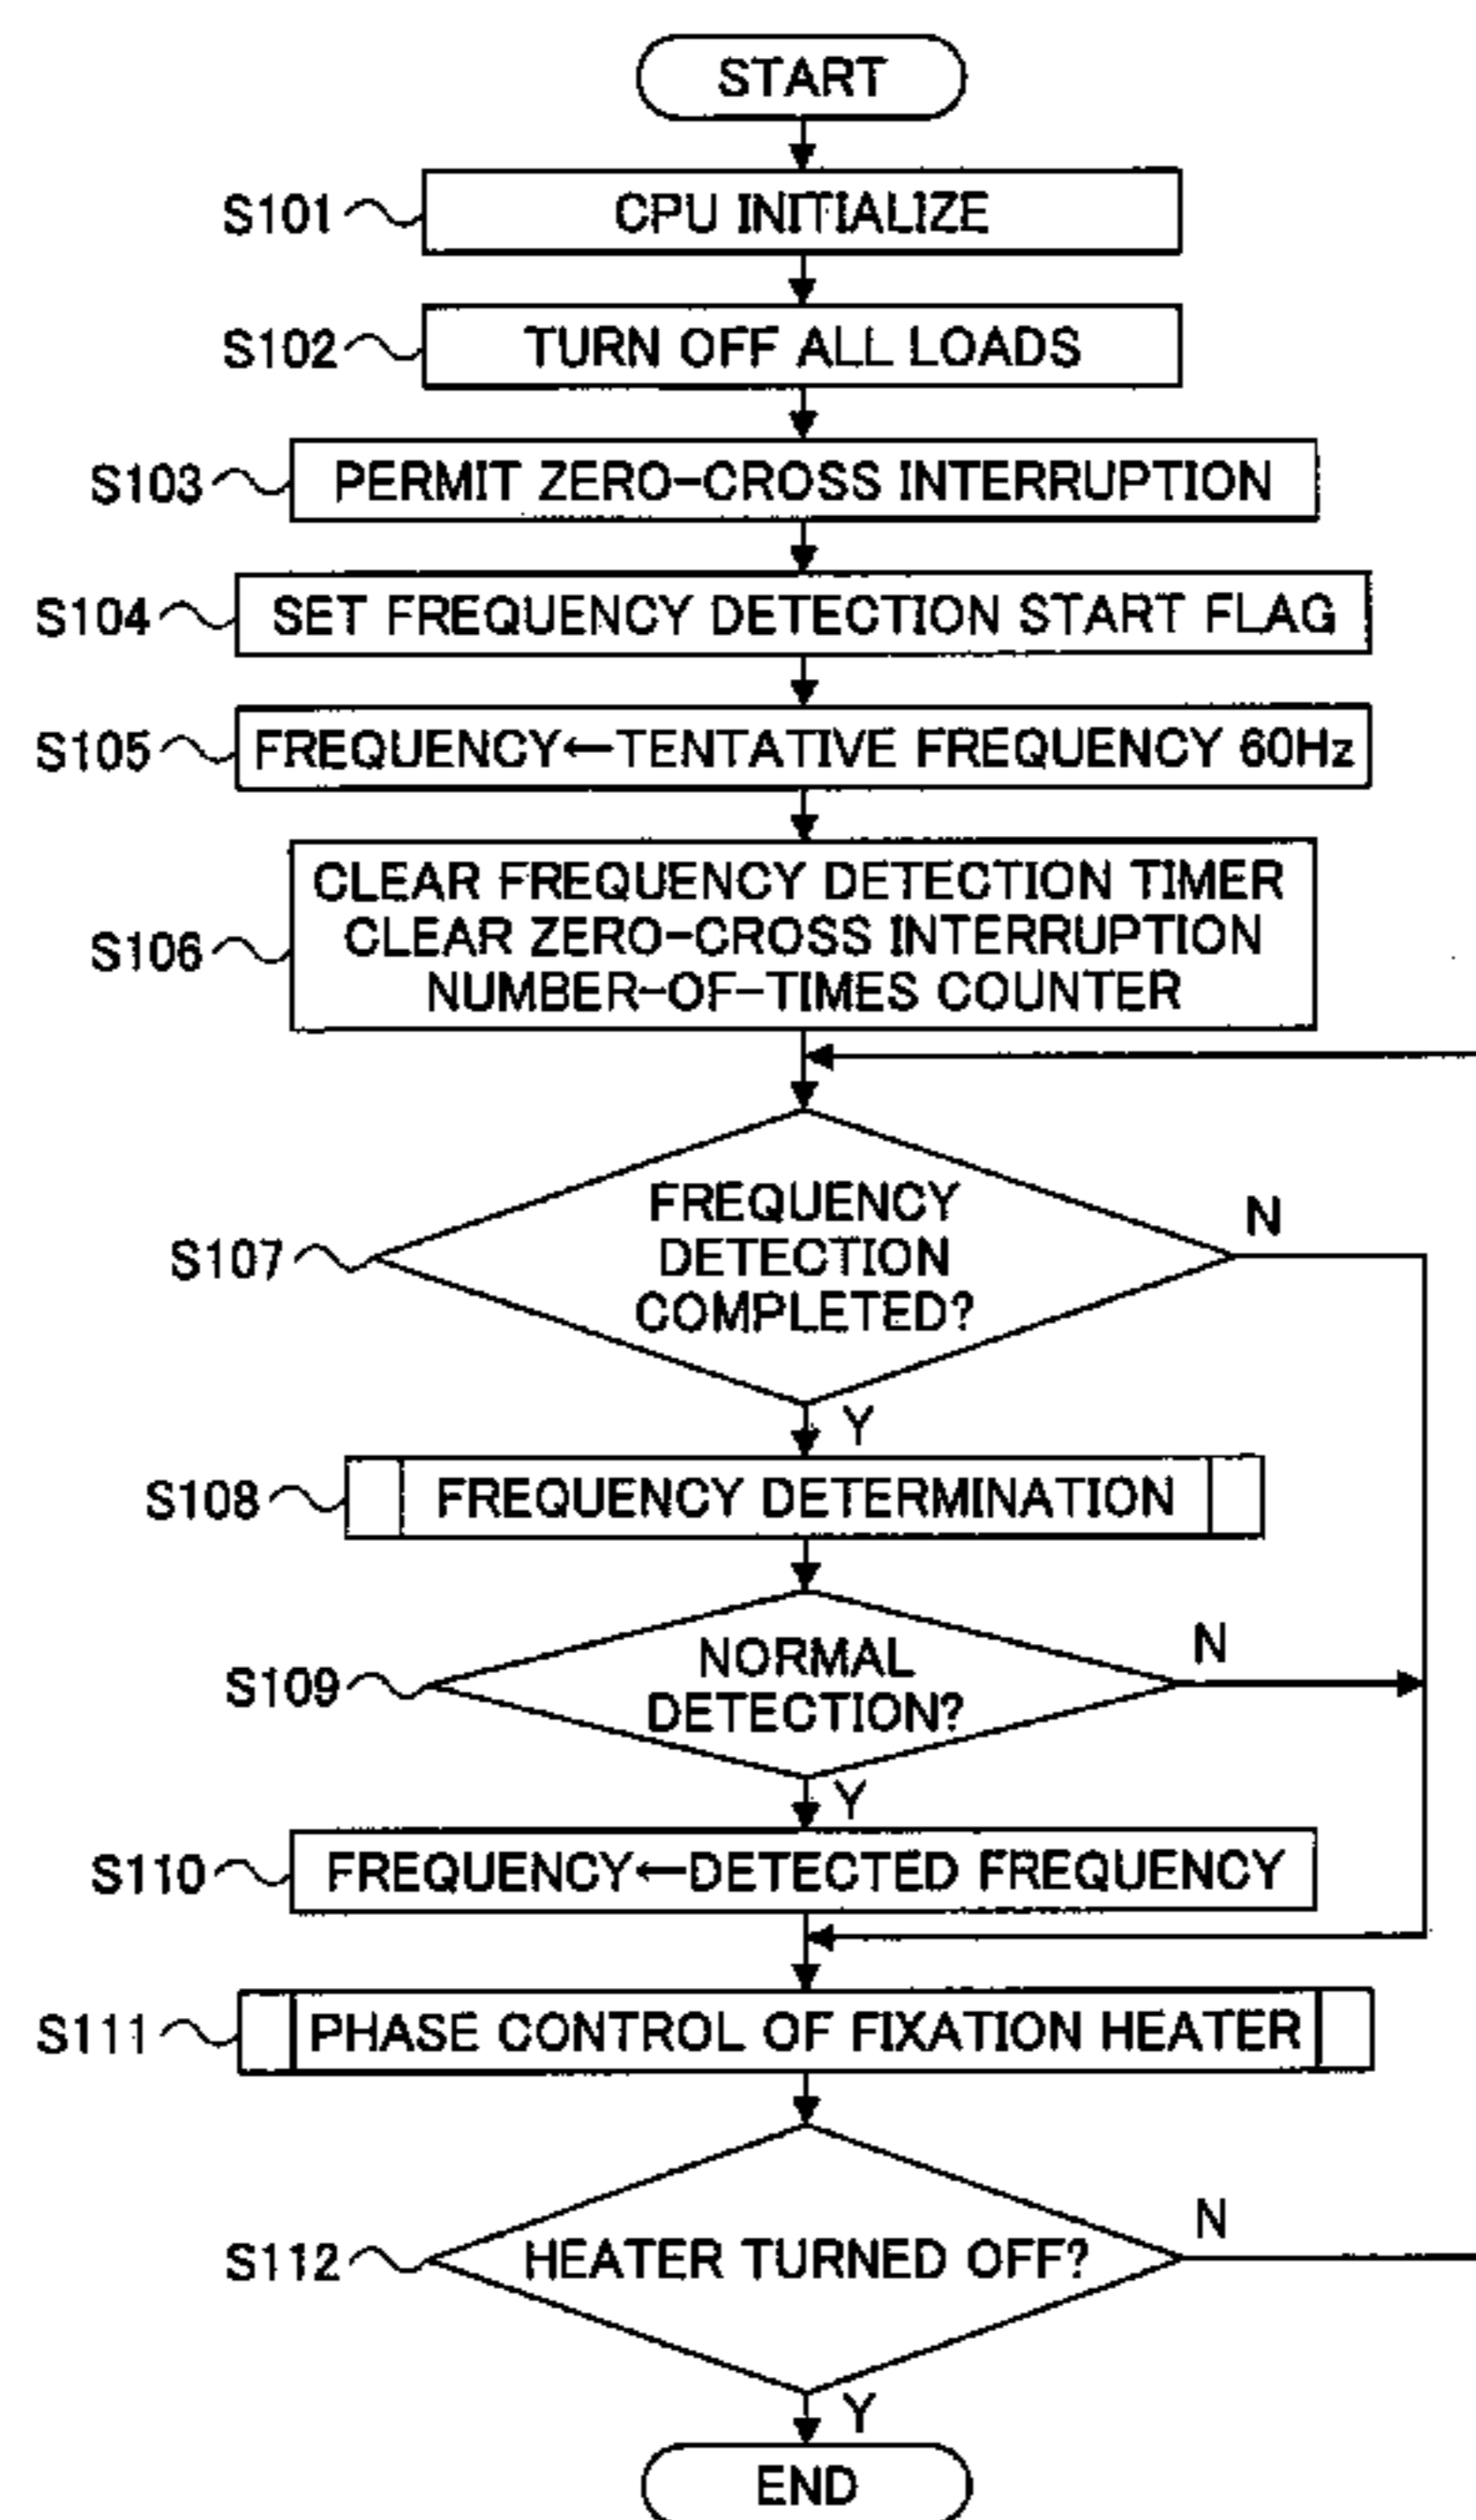 START
S101 CPU INITIALIZE
S102 TURN OFF ALL LOADS
S103 PERMIT ZERO-CROSS INTERRUPTION
S104 SET FREQUENCY DETECTION START FLAG
S105 FREQUENCY←TENTATIVE FREQUENCY 60Hz
CLEAR FREQUENCY DETECTION TIMER
S106 CLEAR ZERO-CROSS INTERRUPTION
NUMBER-OF-TIMES COUNTER
FREQUENCY N
S107 DETECTION
COMPLETED?
Y
S108 FREQUENCY DETERMINATION
NORMAL N
S109 DETECTION?
Y
S110 FREQUENCY←DETECTED FREQUENCY
S111 PHASE CONTROL OF FIXATION HEATER
N
S112 HEATER TURNED OFF?
Y
END